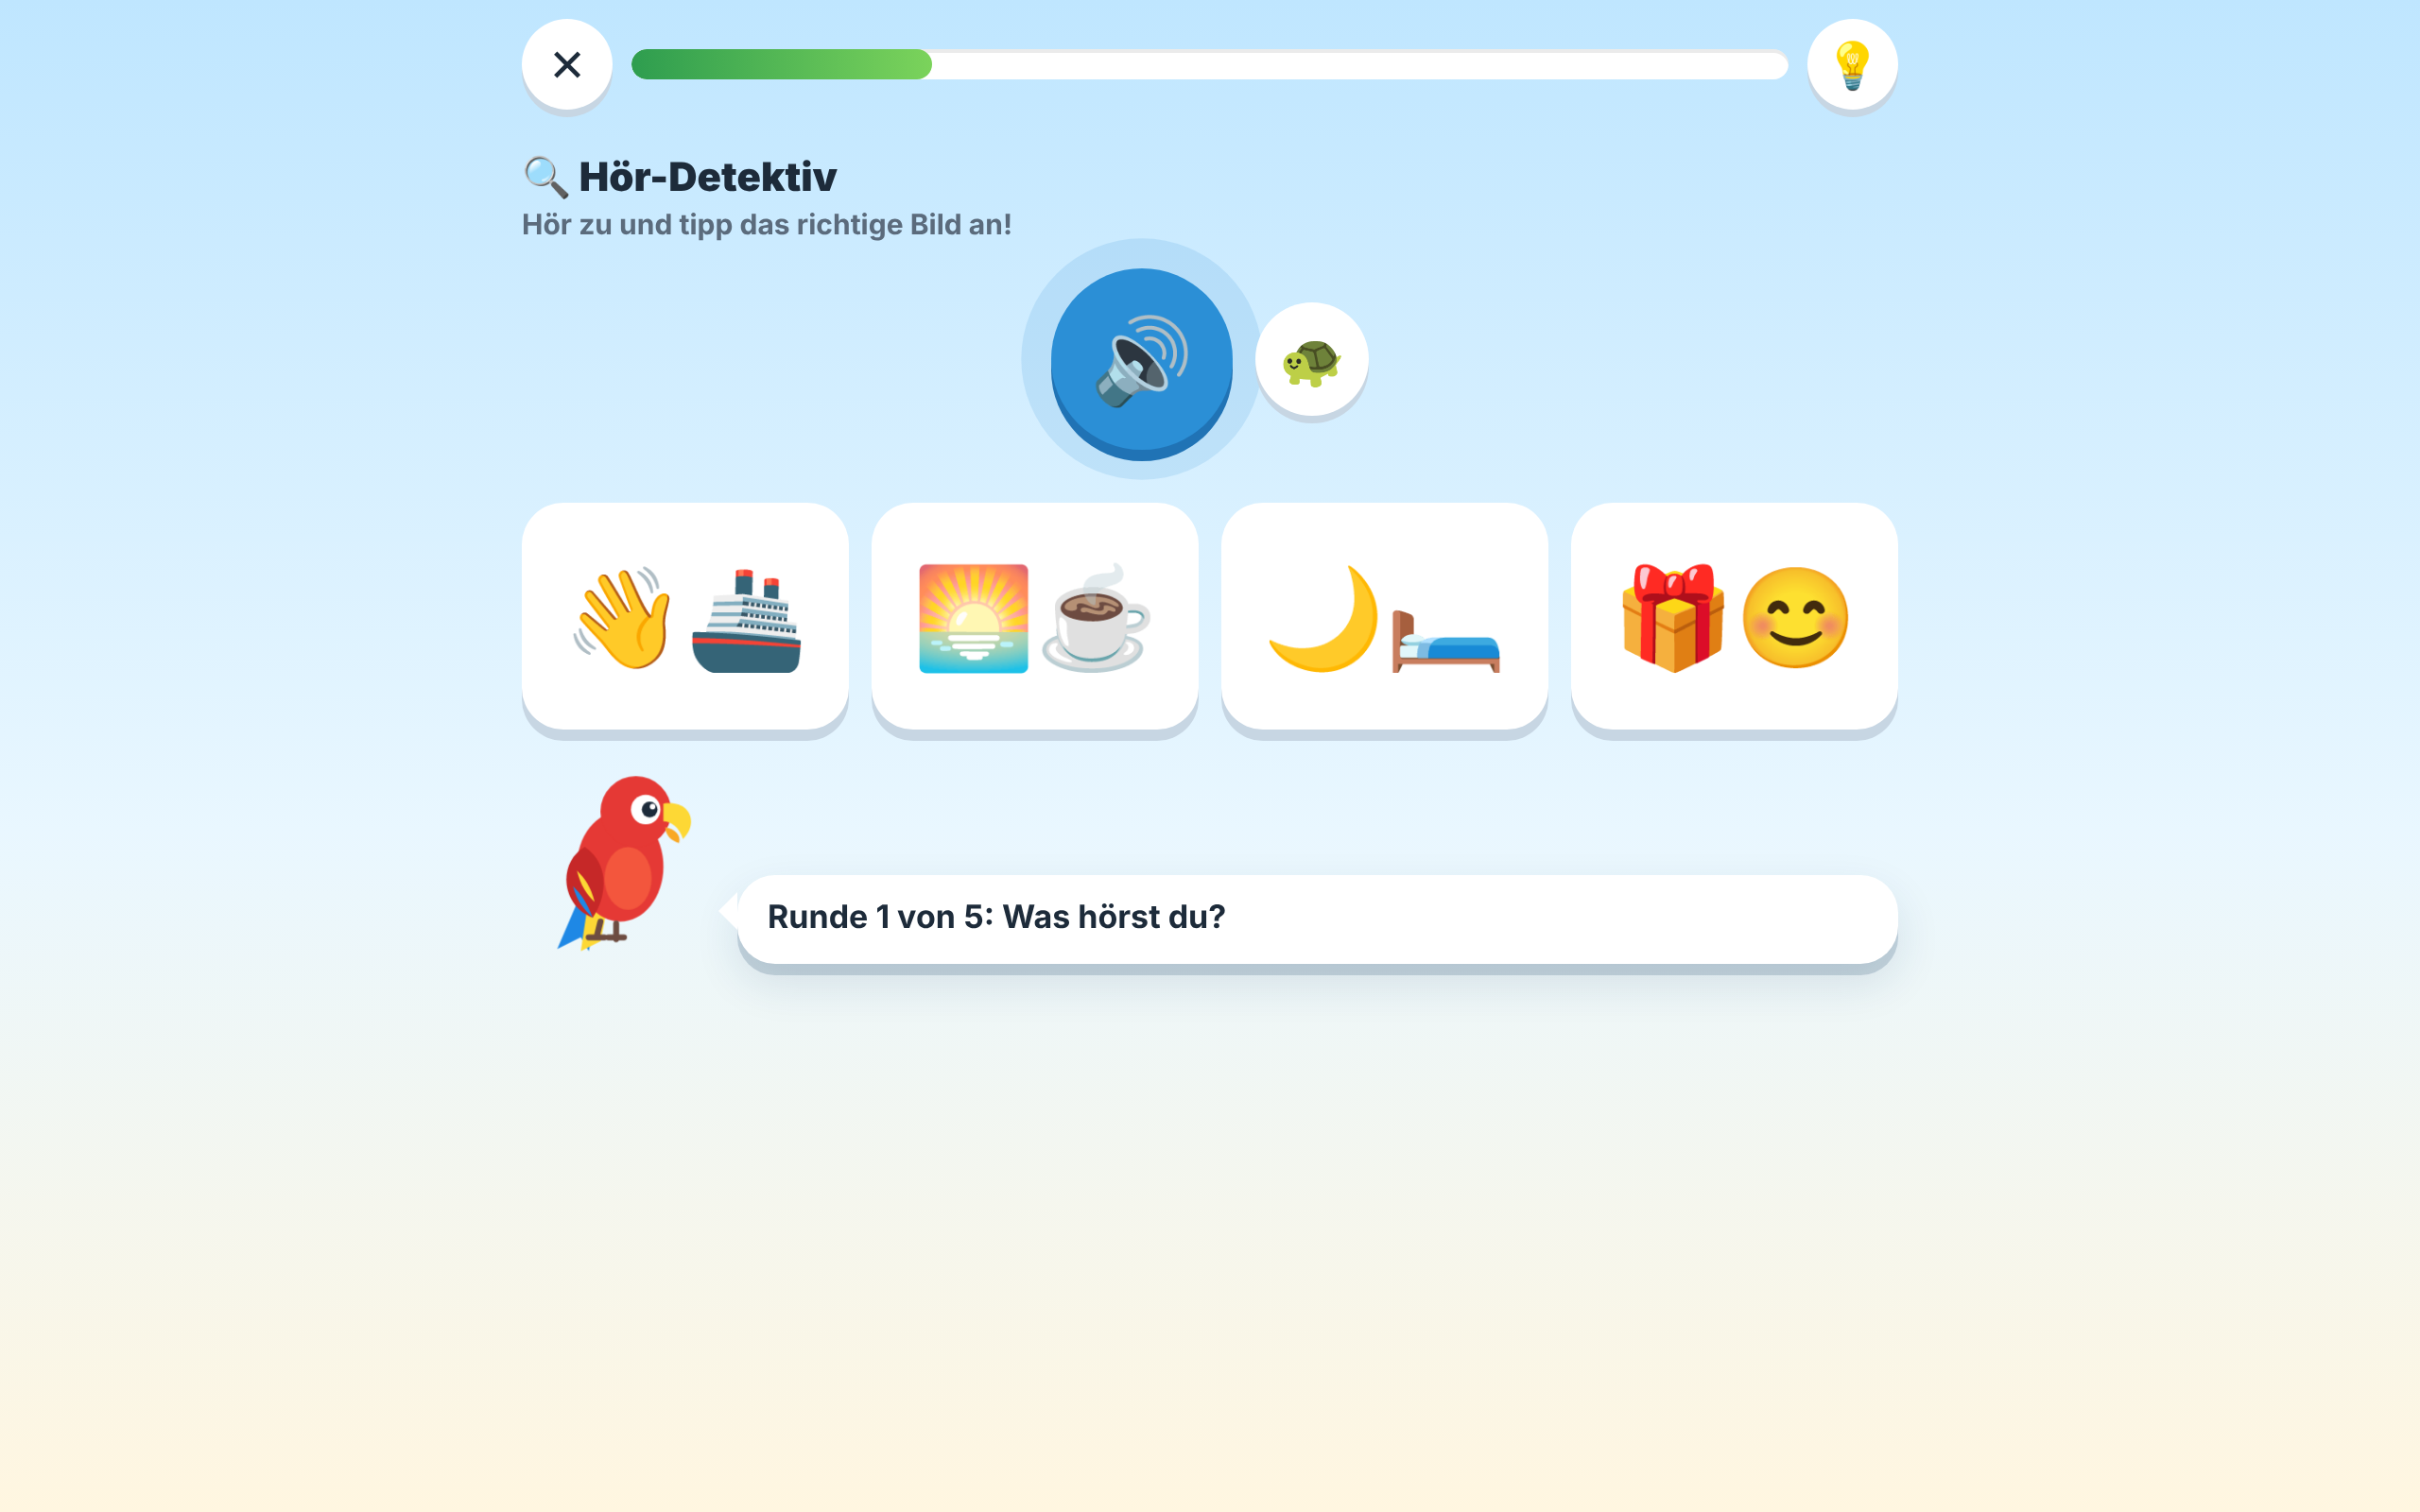 Hör-Detektiv
Hör zu und tipp das richtige Bild an!
Runde 1 von 5: Was hörst du?